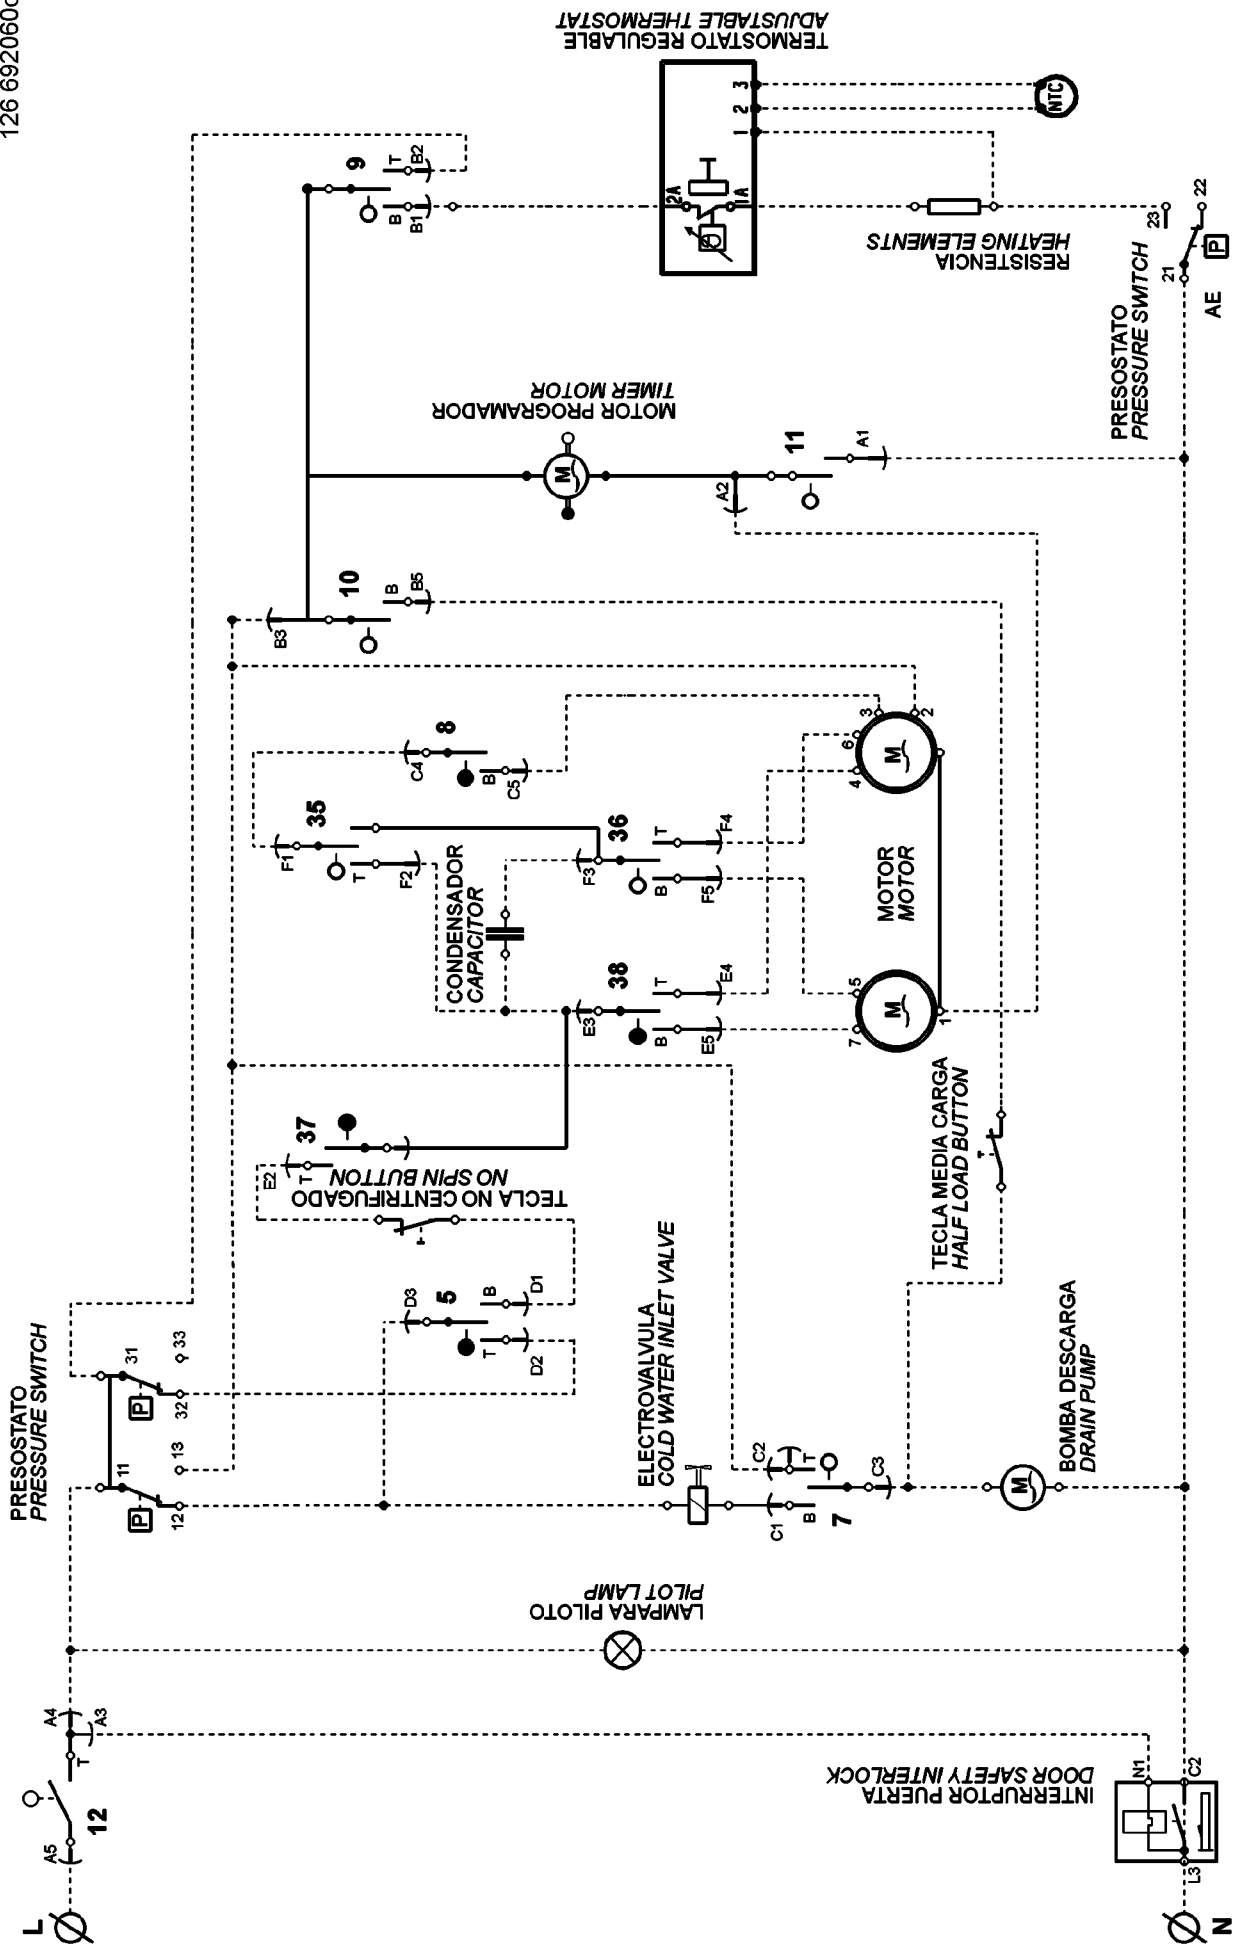 126 692060
TERMOSTATO REGULABLE
ADJUSTABLE THERMOSTAT
3
2
1
2A
1A
NTC
9
T
B2
B
B1
RESISTENCIA
HEATING ELEMENTS
23
22
21
P
AE
PRESOSTATO
PRESSURE SWITCH
MOTOR PROGRAMADOR
TIMER MOTOR
M
A2
11
A1
B3
10
B
B5
C4
8
B
C5
F1
35
T
F2
CONDENSADOR
CAPACITOR
F3
36
T
F4
B
F5
E3
38
T
E4
B
E5
3
2
6
4
M
MOTOR
MOTOR
5
7
1
M
37
E2
T
TECLA NO CENTRIFUGADO
NO SPIN BUTTON
TECLA MEDIA CARGA
HALF LOAD BUTTON
D3
5
B
D1
T
D2
PRESOSTATO
PRESSURE SWITCH
31
33
32
P
11
13
12
P
ELECTROVALVULA
COLD WATER INLET VALVE
C2
T
C1
B
7
C3
M
BOMBA DESCARGA
DRAIN PUMP
LAMPARA PILOTO
PILOT LAMP
A4
A3
T
12
A5
L
INTERRUPTOR PUERTA
DOOR SAFETY INTERLOCK
N1
C2
L3
N